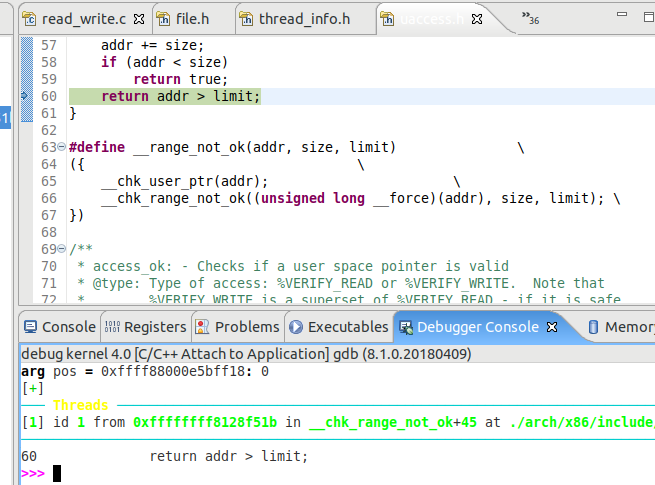 read_write.c file.h thread_info.h uaccess.h »36
57 addr += size;
58 if (addr < size)
59 return true;
60 return addr > limit;
61 }
62
63 #define __range_not_ok(addr, size, limit) \
64 ({ \
65 __chk_user_ptr(addr); \
66 __chk_range_not_ok((unsigned long __force)(addr), size, limit); \
67 })
68
69 /**
70 * access_ok: - Checks if a user space pointer is valid
71 * @type: Type of access: %VERIFY_READ or %VERIFY_WRITE. Note that
72 * %VERIFY_WRITE is a superset of %VERIFY_READ - if it is safe
Console Registers Problems Executables Debugger Console Memor
debug kernel 4.0 [C/C++ Attach to Application] gdb (8.1.0.20180409)
arg pos = 0xffff88000e5bff18: 0
[+]
Threads
[1] id 1 from 0xffffffff8128f51b in __chk_range_not_ok+45 at ./arch/x86/include/
60 return addr > limit;
>>>